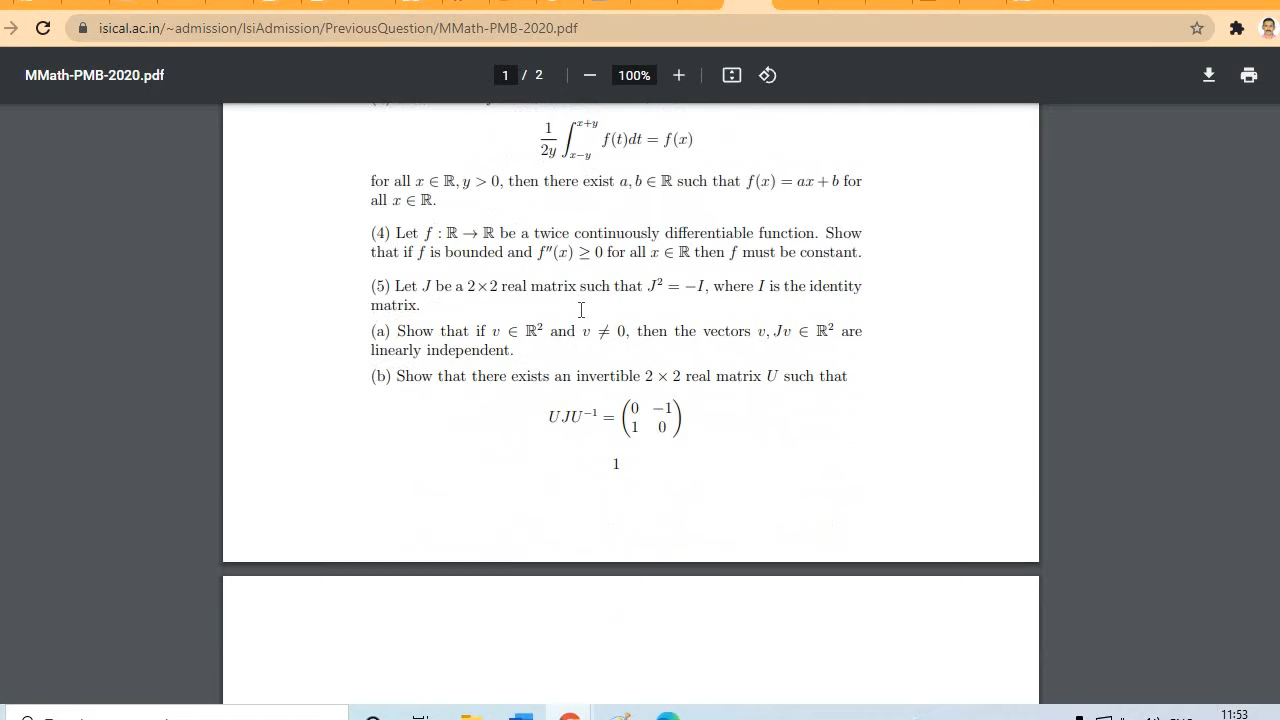 isical.ac.in/~admission/IsiAdmission/PreviousQuestion/MMath-PMB-2020.pdf
MMath-PMB-2020.pdf 1 / 2 − 100% +
1/2y ∫_{x−y}^{x+y} f(t)dt = f(x)
for all x ∈ ℝ, y > 0, then there exist a, b ∈ ℝ such that f(x) = ax + b for
all x ∈ ℝ.
(4) Let f : ℝ → ℝ be a twice continuously differentiable function. Show
that if f is bounded and f″(x) ≥ 0 for all x ∈ ℝ then f must be constant.
(5) Let J be a 2×2 real matrix such that J² = −I, where I is the identity
matrix.
(a) Show that if v ∈ ℝ² and v ≠ 0, then the vectors v, Jv ∈ ℝ² are
linearly independent.
(b) Show that there exists an invertible 2 × 2 real matrix U such that
UJU⁻¹ = (0 −1
1 0)
1
11:53